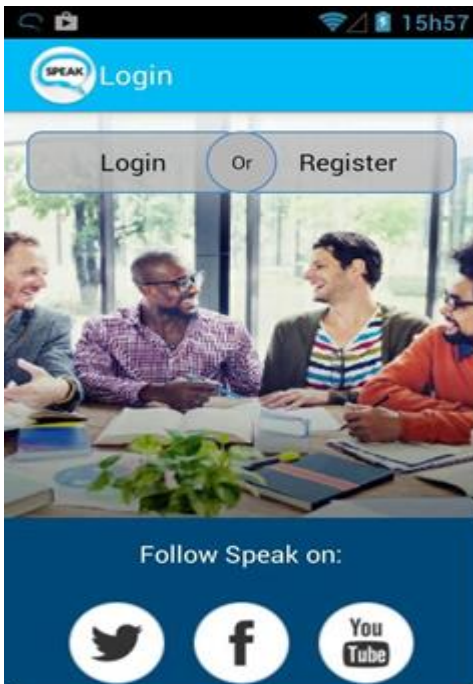 15h57
SPEAK Login
Login Or Register
Follow Speak on:
f
You
Tube